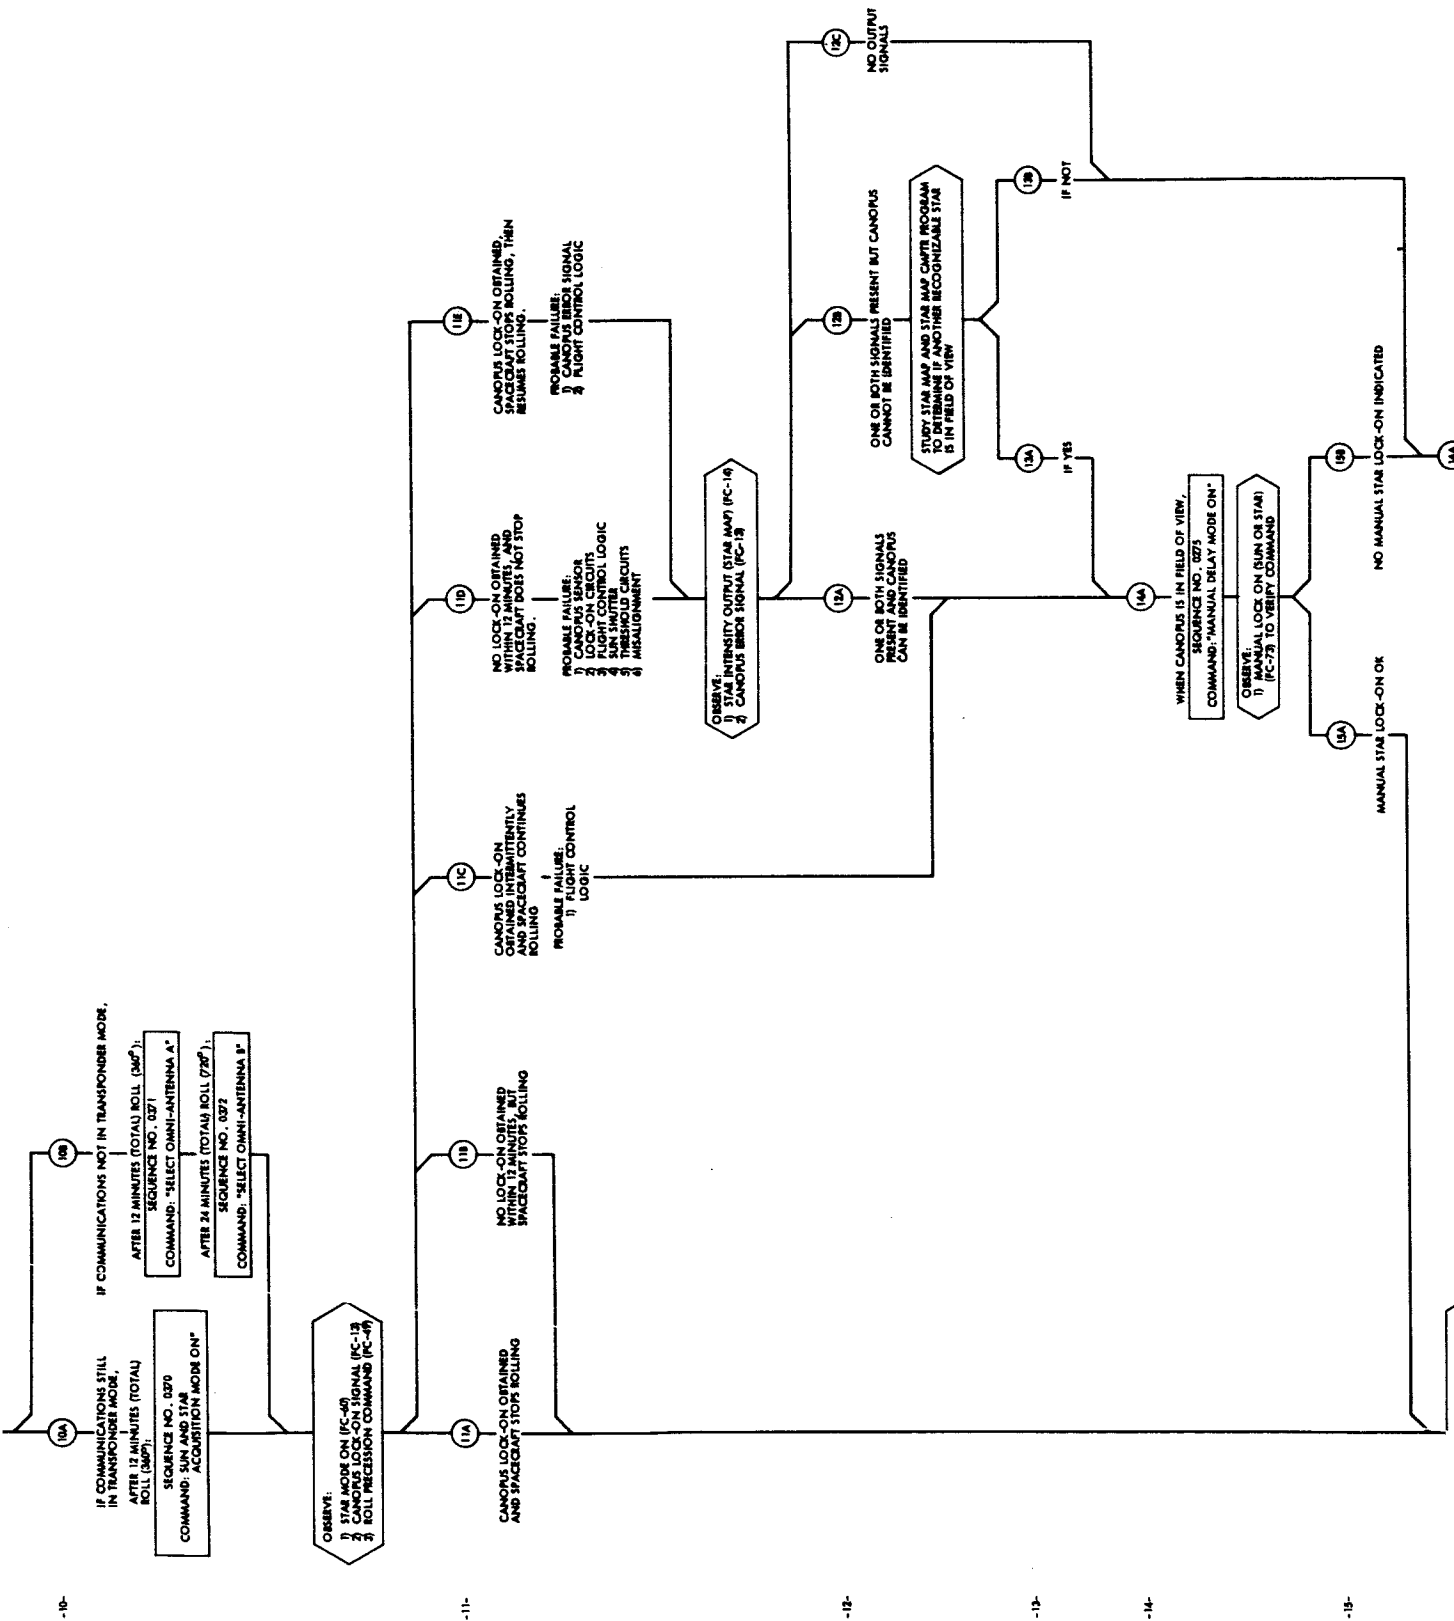 -10-
10A
IF COMMUNICATIONS STILL
IN TRANSPONDER MODE,
AFTER 12 MINUTES (TOTAL)
ROLL (360°):
SEQUENCE NO. 0370
COMMAND: SUN AND STAR
ACQUISITION MODE ON"
10B
IF COMMUNICATIONS NOT IN TRANSPONDER MODE,
AFTER 12 MINUTES (TOTAL) ROLL (360°):
SEQUENCE NO. 0371
COMMAND: "SELECT OMNI-ANTENNA A"
AFTER 24 MINUTES (TOTAL) ROLL (720°):
SEQUENCE NO. 0372
COMMAND: "SELECT OMNI-ANTENNA B"
OBSERVE:
1) STAR MODE ON (FC-60)
2) CANOPUS LOCK-ON SIGNAL (FC-12)
3) ROLL PRECESSION COMMAND (FC-49)
-11-
11A
CANOPUS LOCK-ON OBTAINED
AND SPACECRAFT STOPS ROLLING
11B
NO LOCK-ON OBTAINED
WITHIN 12 MINUTES, BUT
SPACECRAFT STOPS ROLLING
11C
CANOPUS LOCK-ON
OBTAINED INTERMITTENTLY
AND SPACECRAFT CONTINUES
ROLLING
PROBABLE FAILURE:
1) FLIGHT CONTROL
LOGIC
11D
NO LOCK-ON OBTAINED
WITHIN 12 MINUTES, AND
SPACECRAFT DOES NOT STOP
ROLLING.
PROBABLE FAILURE:
1) CANOPUS SENSOR
2) LOCK-ON CIRCUITS
3) FLIGHT CONTROL LOGIC
4) SUN SHUTTER
5) THRESHOLD CIRCUITS
6) MISALIGNMENT
11E
CANOPUS LOCK-ON OBTAINED,
SPACECRAFT STOPS ROLLING, THEN
RESUMES ROLLING.
PROBABLE FAILURE:
1) CANOPUS ERROR SIGNAL
2) FLIGHT CONTROL LOGIC
OBSERVE:
1) STAR INTENSITY OUTPUT (STAR MAP) (FC-14)
2) CANOPUS ERROR SIGNAL (FC-12)
-12-
12A
ONE OR BOTH SIGNALS
PRESENT AND CANOPUS
CAN BE IDENTIFIED
12B
ONE OR BOTH SIGNALS PRESENT BUT CANOPUS
CANNOT BE IDENTIFIED
12C
NO OUTPUT
SIGNALS
STUDY STAR MAP AND STAR MAP CMPTR PROGRAM
TO DETERMINE IF ANOTHER RECOGNIZABLE STAR
IS IN FIELD OF VIEW
-13-
13A
IF YES
13B
IF NOT
-14-
14A
WHEN CANOPUS IS IN FIELD OF VIEW,
SEQUENCE NO. 0275
COMMAND: "MANUAL DELAY MODE ON"
OBSERVE:
1) MANUAL LOCK ON (SUN OR STAR)
(FC-73) TO VERIFY COMMAND
-15-
15A
MANUAL STAR LOCK-ON OK
15B
NO MANUAL STAR LOCK-ON INDICATED
16A